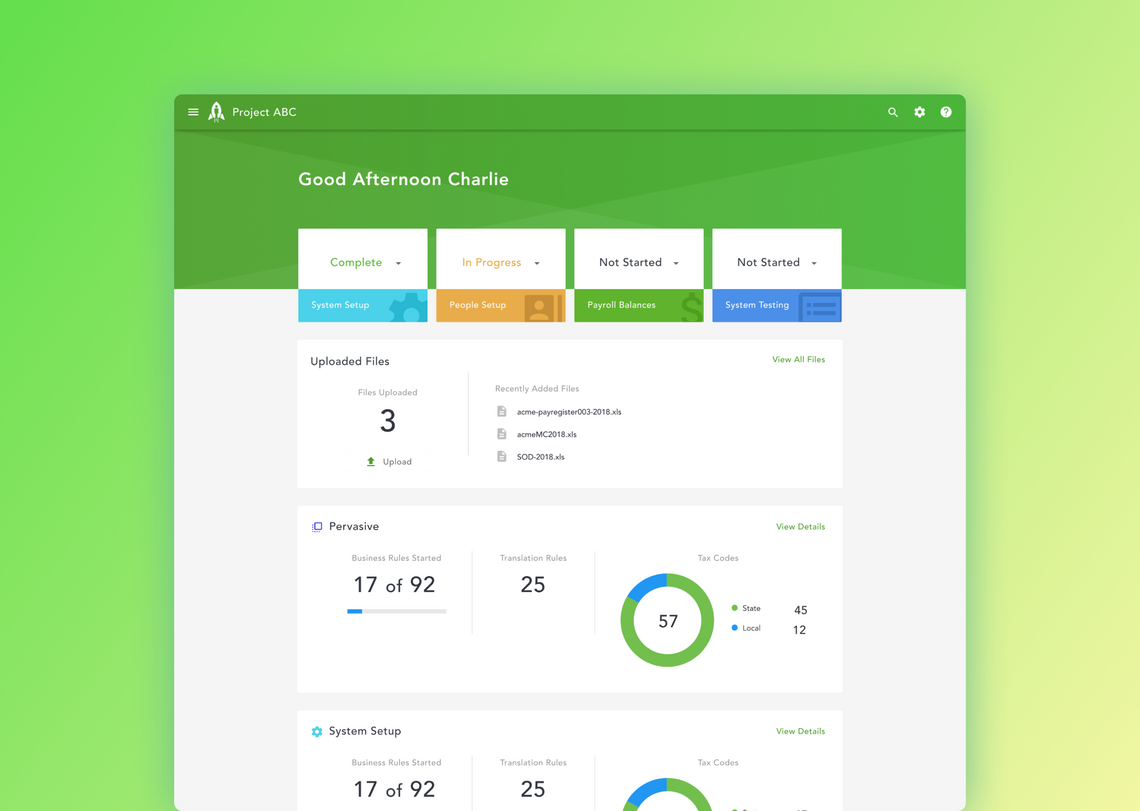 Project ABC
Good Afternoon Charlie
Complete
In Progress
Not Started
Not Started
System Setup
People Setup
Payroll Balances
System Testing
Uploaded Files
View All Files
Files Uploaded
3
Upload
Recently Added Files
acme-payregister003-2018.xls
acmeMC2018.xls
SOD-2018.xls
Pervasive
View Details
Business Rules Started
17 of 92
Translation Rules
25
Tax Codes
57
State 45
Local 12
System Setup
View Details
Business Rules Started
17 of 92
Translation Rules
25
Tax Codes